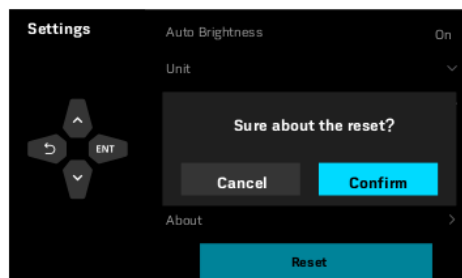 Settings
Auto Brightness
On
Unit
ENT
Sure about the reset?
Cancel
Confirm
About
Reset